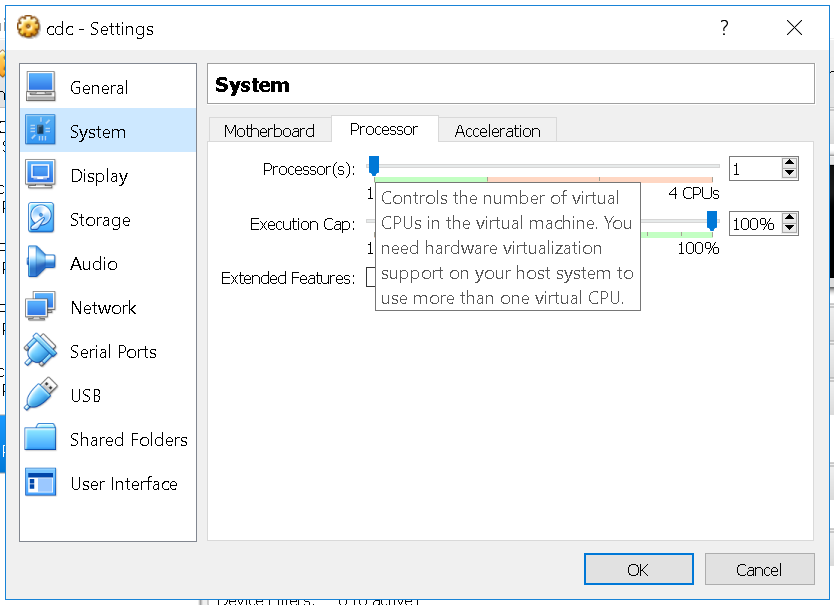 cdc - Settings
?
General
System
Display
Storage
Audio
Network
Serial Ports
USB
Shared Folders
User Interface
System
Motherboard
Processor
Acceleration
Processor(s):
1
1
4 CPUs
Controls the number of virtual
CPUs in the virtual machine. You
need hardware virtualization
support on your host system to
use more than one virtual CPU.
Execution Cap:
100%
1
100%
Extended Features:
OK
Cancel